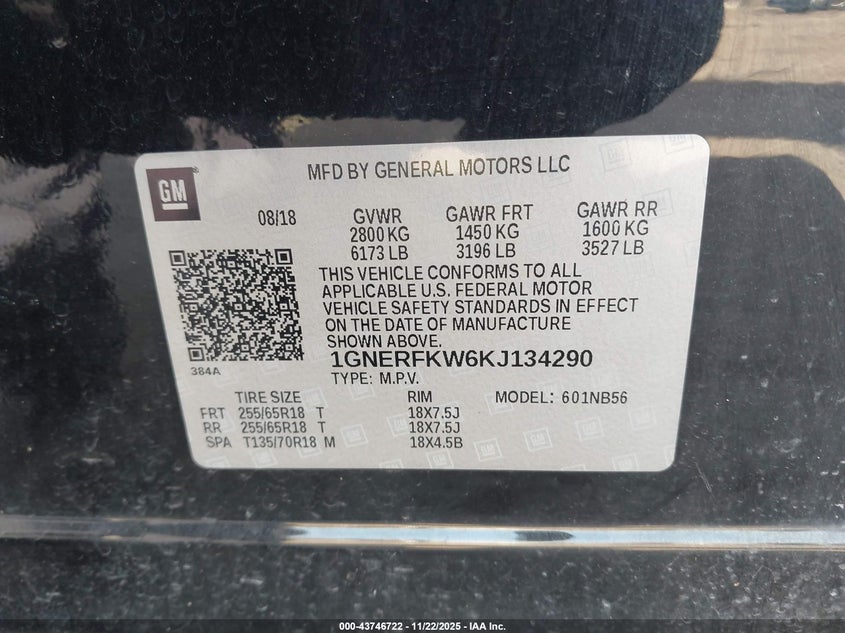 MFD BY GENERAL MOTORS LLC
GM
08/18 GVWR GAWR FRT GAWR RR
2800 KG 1450 KG 1600 KG
6173 LB 3196 LB 3527 LB
THIS VEHICLE CONFORMS TO ALL
APPLICABLE U.S. FEDERAL MOTOR
VEHICLE SAFETY STANDARDS IN EFFECT
ON THE DATE OF MANUFACTURE
SHOWN ABOVE.
384A
1GNERFKW6KJ134290
TYPE: M.P.V.
TIRE SIZE RIM MODEL: 601NB56
FRT 255/65R18 T 18X7.5J
RR 255/65R18 T 18X7.5J
SPA T135/70R18 M 18X4.5B
000-43746722 - 11/22/2025 - IAA Inc.